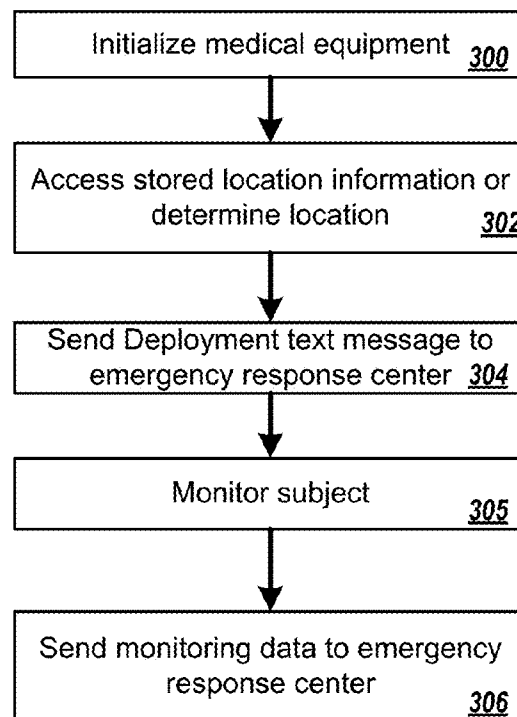 Initialize medical equipment
300
Access stored location information or
determine location
302
Send Deployment text message to
emergency response center 304
Monitor subject
305
Send monitoring data to emergency
response center
306